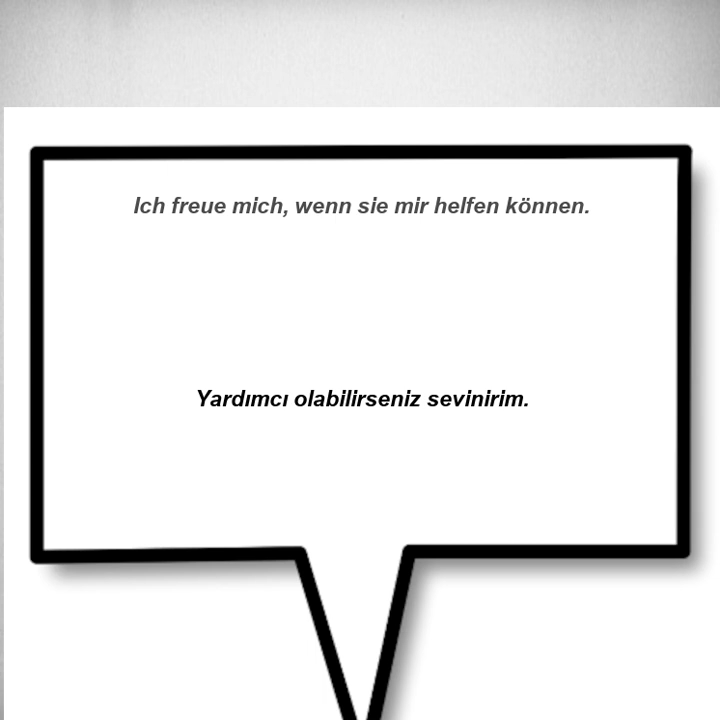 Ich freue mich, wenn sie mir helfen können.
Yardımcı olabilirseniz sevinirim.